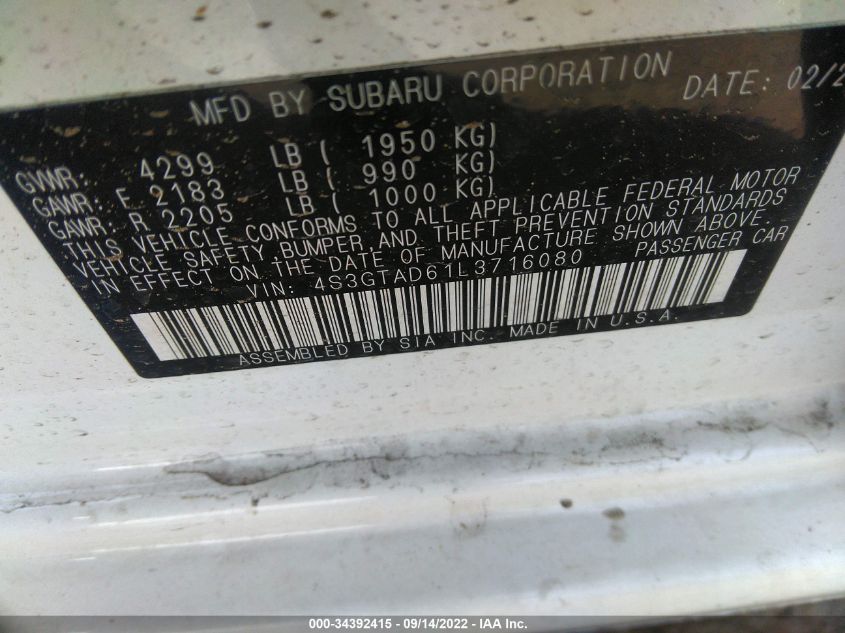 MFD BY SUBARU CORPORATION DATE: 02/2
GVWR: 4299 LB ( 1950 KG)
GAWR: F 2183 LB ( 990 KG)
GAWR: R 2205 LB ( 1000 KG)
THIS VEHICLE CONFORMS TO ALL APPLICABLE FEDERAL MOTOR
VEHICLE SAFETY BUMPER, AND THEFT PREVENTION STANDARDS
IN EFFECT ON THE DATE OF MANUFACTURE SHOWN ABOVE.
VIN: 4S3GTAD61L3716080 PASSENGER CAR
ASSEMBLED BY SIA INC. MADE IN U.S.A.
000-34392415 - 09/14/2022 - IAA Inc.